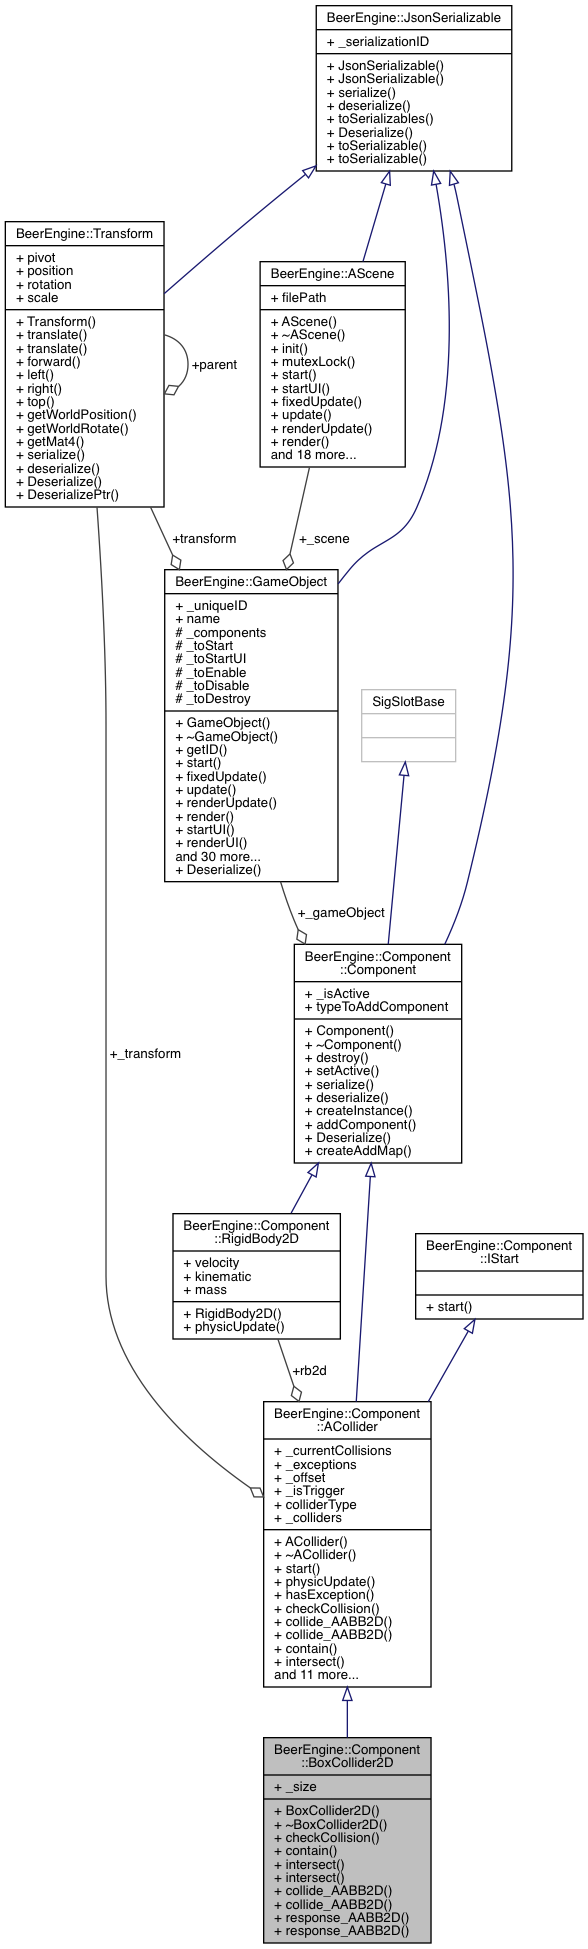 BeerEngine::JsonSerializable
+ _serializationID
+ JsonSerializable()
+ JsonSerializable()
+ serialize()
+ deserialize()
+ toSerializables()
+ Deserialize()
+ toSerializable()
+ toSerializable()
BeerEngine::Transform
+ pivot
+ position
+ rotation
+ scale
+ Transform()
+ translate()
+ translate()
+ forward()
+ left()
+ right()
+ top()
+ getWorldPosition()
+ getWorldRotate()
+ getMat4()
+ serialize()
+ deserialize()
+ Deserialize()
+ DeserializePtr()
+parent
BeerEngine::AScene
+ filePath
+ AScene()
+ ~AScene()
+ init()
+ mutexLock()
+ start()
+ startUI()
+ fixedUpdate()
+ update()
+ renderUpdate()
+ render()
and 18 more...
+transform
+_scene
BeerEngine::GameObject
+ _uniqueID
+ name
# _components
# _toStart
# _toStartUI
# _toEnable
# _toDisable
# _toDestroy
+ GameObject()
+ ~GameObject()
+ getID()
+ start()
+ fixedUpdate()
+ update()
+ renderUpdate()
+ render()
+ startUI()
+ renderUI()
and 30 more...
+ Deserialize()
SigSlotBase
+_gameObject
BeerEngine::Component
::Component
+ _isActive
+ typeToAddComponent
+ Component()
+ ~Component()
+ destroy()
+ setActive()
+ serialize()
+ deserialize()
+ createInstance()
+ addComponent()
+ Deserialize()
+ createAddMap()
+_transform
BeerEngine::Component
::RigidBody2D
+ velocity
+ kinematic
+ mass
+ RigidBody2D()
+ physicUpdate()
BeerEngine::Component
::IStart
+ start()
+rb2d
BeerEngine::Component
::ACollider
+ _currentCollisions
+ _exceptions
+ _offset
+ _isTrigger
+ colliderType
+ _colliders
+ ACollider()
+ ~ACollider()
+ start()
+ physicUpdate()
+ hasException()
+ checkCollision()
+ collide_AABB2D()
+ collide_AABB2D()
+ contain()
+ intersect()
and 11 more...
BeerEngine::Component
::BoxCollider2D
+ _size
+ BoxCollider2D()
+ ~BoxCollider2D()
+ checkCollision()
+ contain()
+ intersect()
+ intersect()
+ collide_AABB2D()
+ collide_AABB2D()
+ response_AABB2D()
+ response_AABB2D()